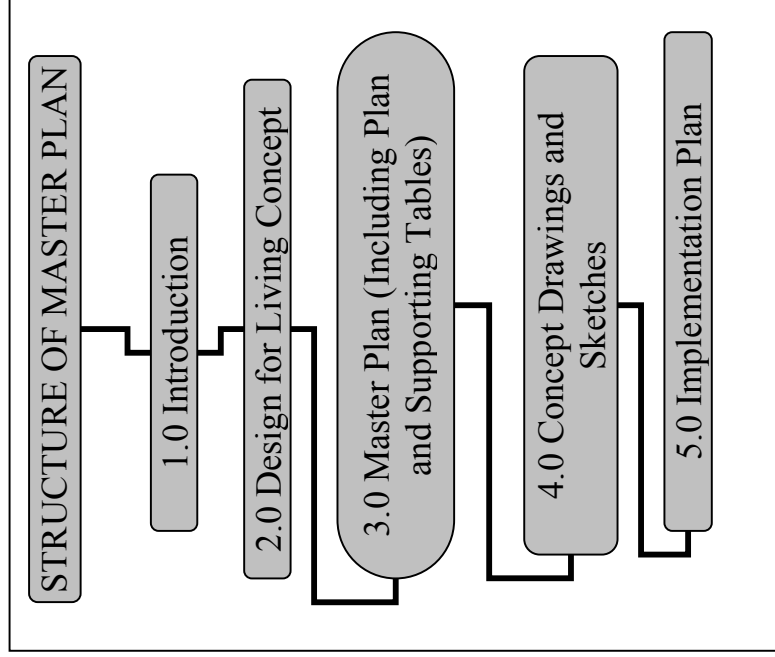 STRUCTURE OF MASTER PLAN
1.0 Introduction
2.0 Design for Living Concept
3.0 Master Plan (Including Plan
and Supporting Tables)
4.0 Concept Drawings and
Sketches
5.0 Implementation Plan